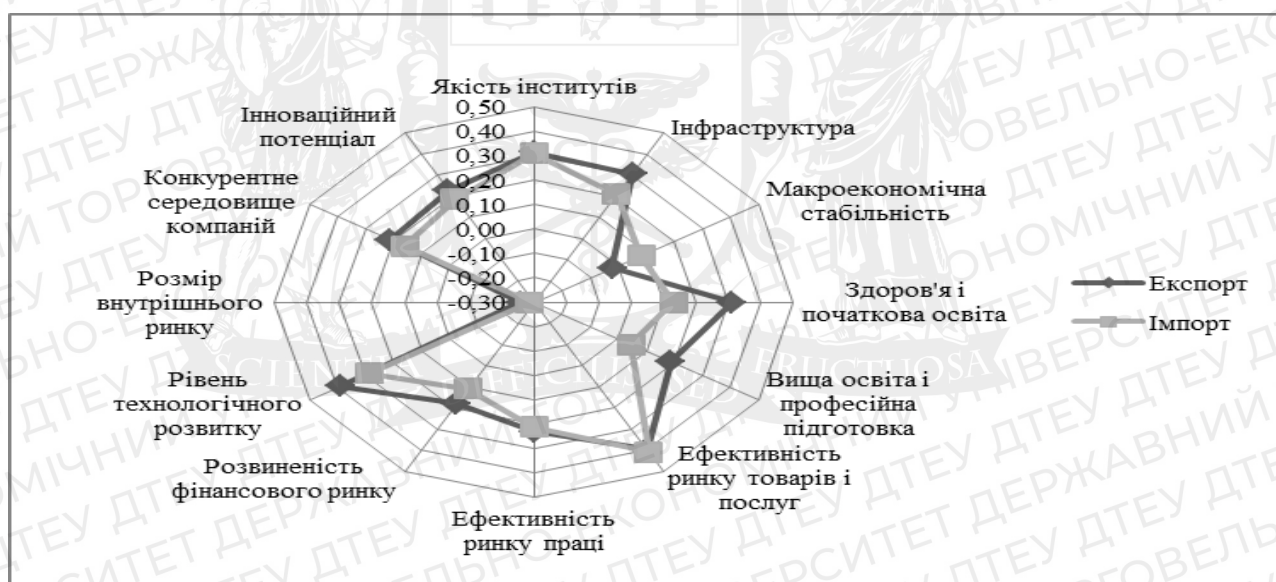 Якість інститутів
0,50
0,40
0,30
0,20
0,10
0,00
-0,10
-0,20
-0,30
Інфраструктура
Макроекономічна
стабільність
Здоров'я і
початкова освіта
Вища освіта і
професійна
підготовка
Ефективність
ринку товарів і
послуг
Ефективність
ринку праці
Розвиненість
фінансового ринку
Рівень
технологічного
розвитку
Розмір
внутрішнього
ринку
Конкурентне
середовище
компаній
Інноваційний
потенціал
Експорт
Імпорт